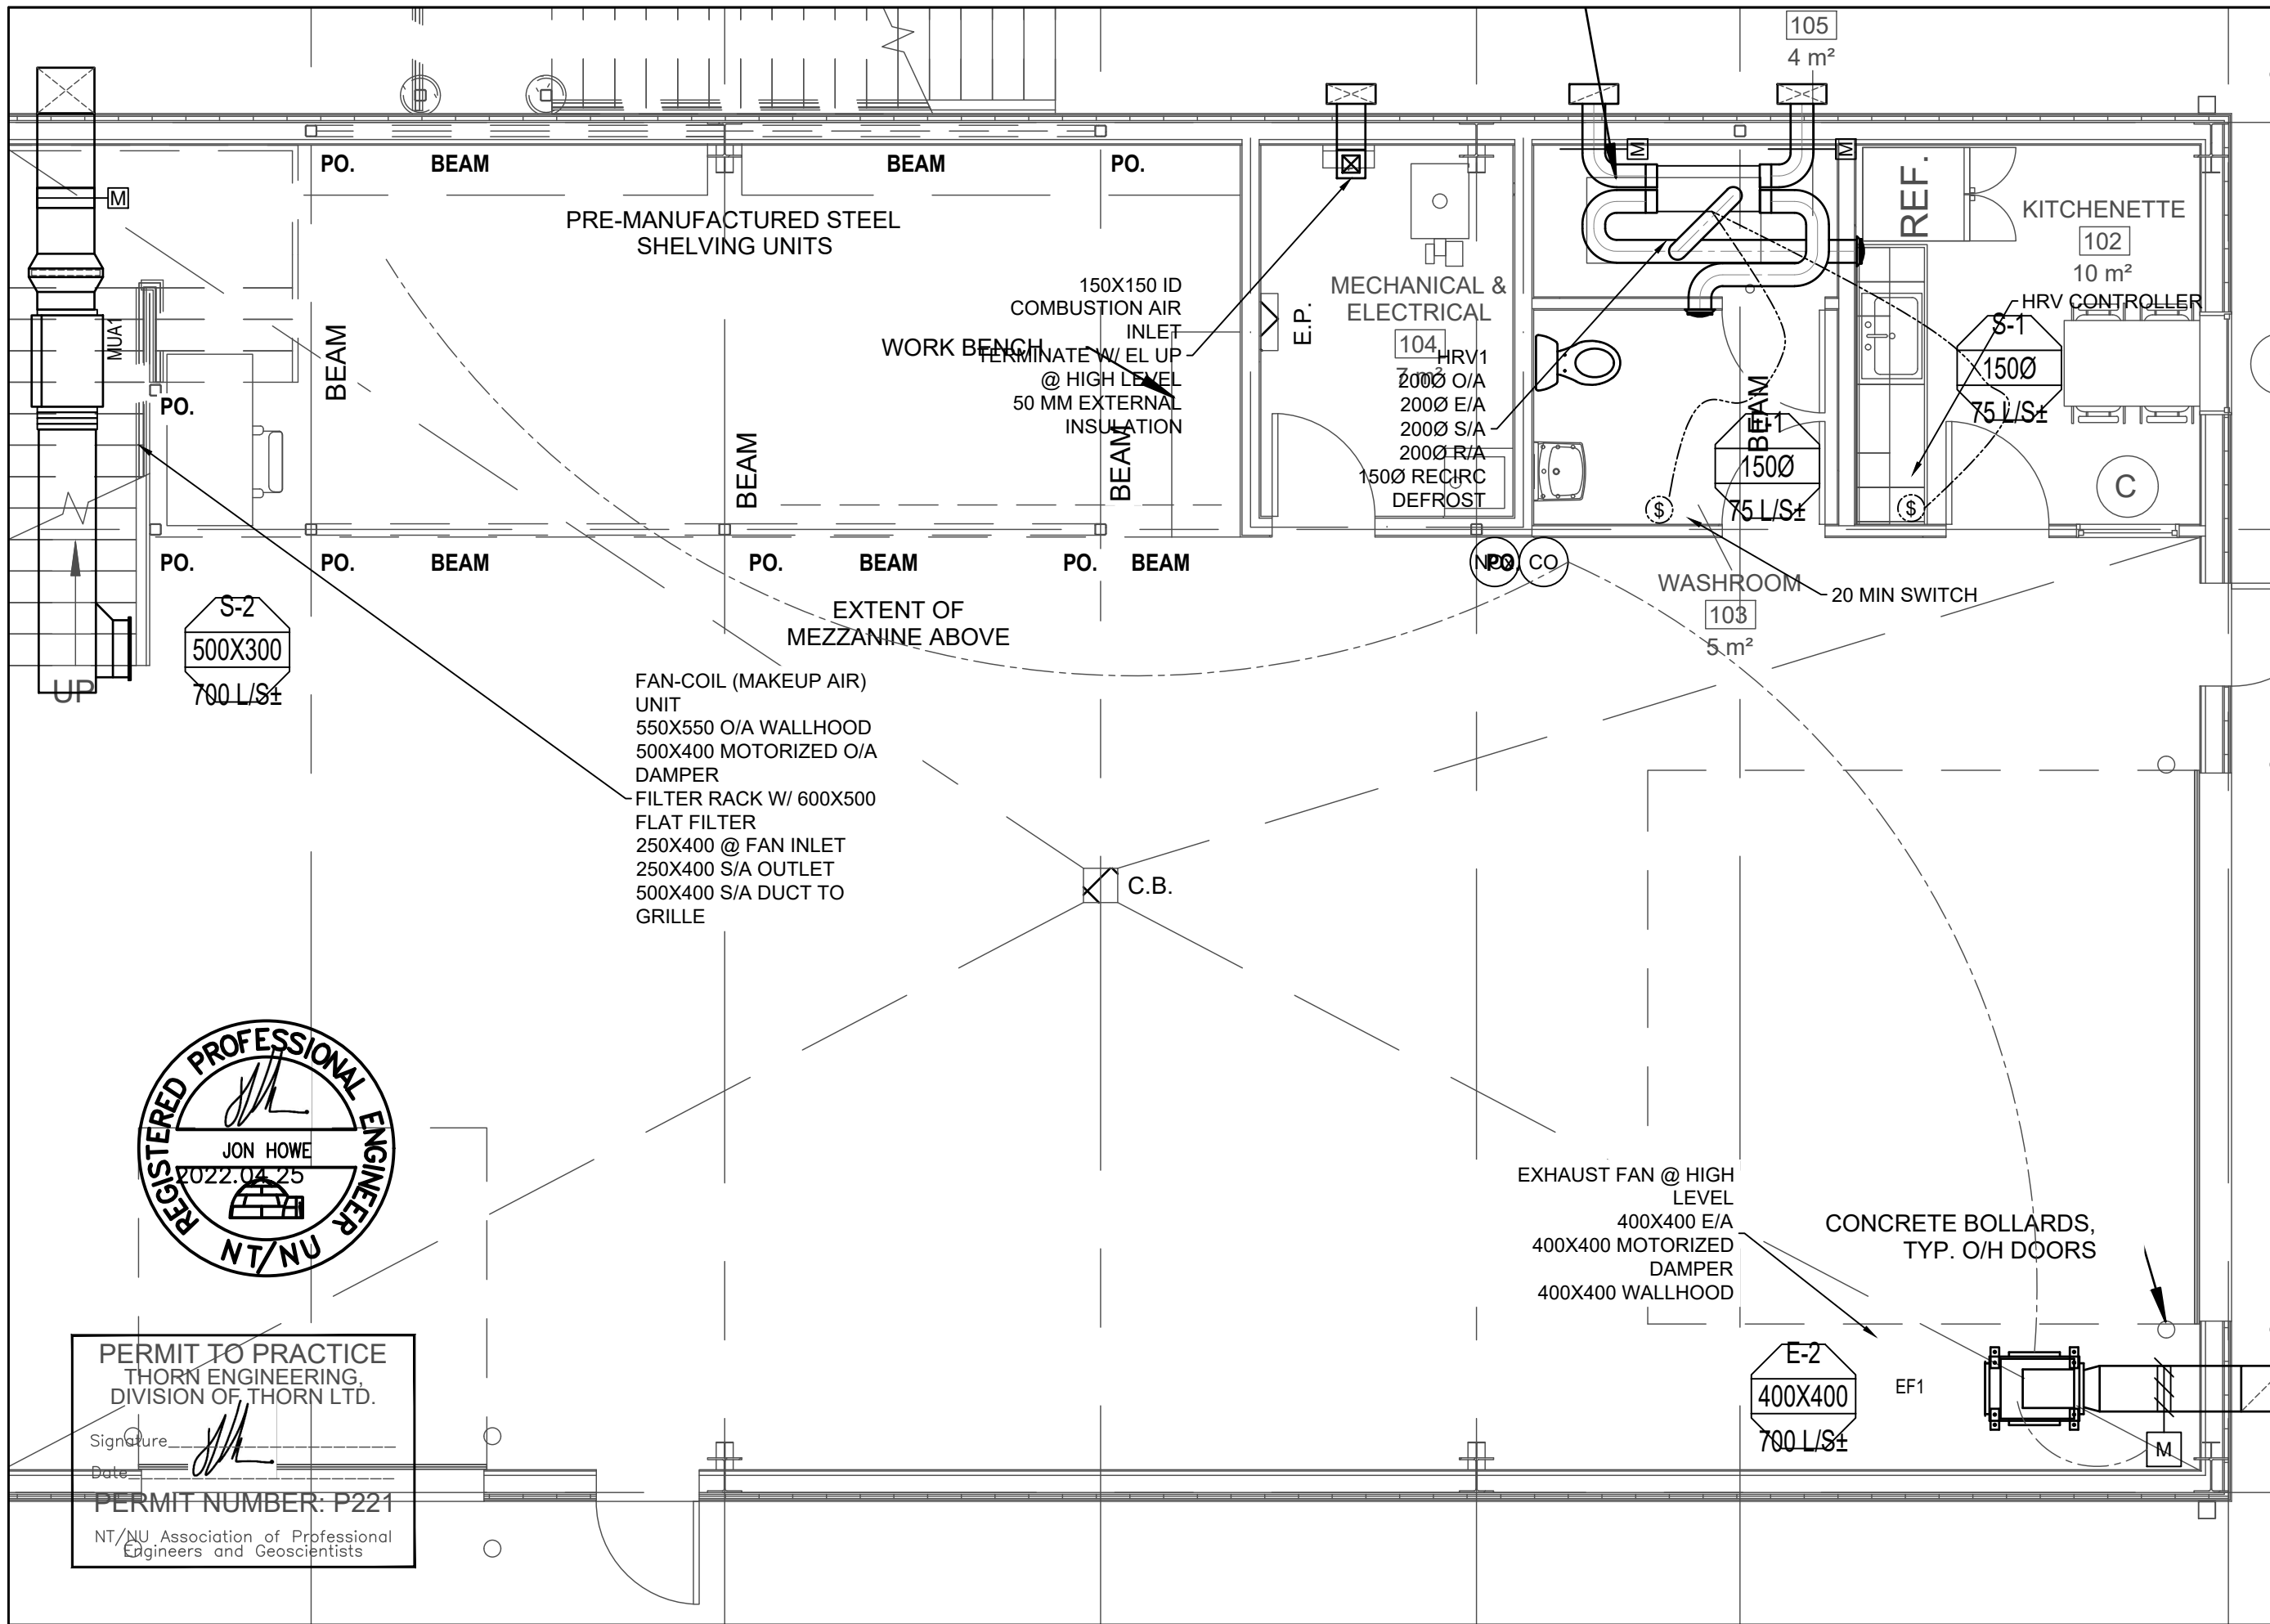 105
4 m²
M
M
M
PO.
BEAM
BEAM
PO.
REF.
KITCHENETTE
102
10 m²
PRE-MANUFACTURED STEEL
SHELVING UNITS
150X150 ID
COMBUSTION AIR
INLET
TERMINATE W/ EL UP
@ HIGH LEVEL
50 MM EXTERNAL
INSULATION
WORK BENCH
MECHANICAL &
ELECTRICAL
104
7 m²
E.P.
HRV1
200Ø O/A
200Ø E/A
200Ø S/A
200Ø R/A
150Ø RECIRC
DEFROST
HRV CONTROLLER
S-1
150Ø
75 L/S±
MUA1
BEAM
PO.
BEAM
BEAM
BEAM
E-1
150Ø
75 L/S±
C
$
$
PO.
PO.
BEAM
PO.
BEAM
PO.
BEAM
NOX
PO.
CO
WASHROOM
103
5 m²
20 MIN SWITCH
S-2
500X300
700 L/S±
UP
EXTENT OF
MEZZANINE ABOVE
FAN-COIL (MAKEUP AIR)
UNIT
550X550 O/A WALLHOOD
500X400 MOTORIZED O/A
DAMPER
FILTER RACK W/ 600X500
FLAT FILTER
250X400 @ FAN INLET
250X400 S/A OUTLET
500X400 S/A DUCT TO
GRILLE
C.B.
REGISTERED PROFESSIONAL ENGINEER
JON HOWE
2022.04.25
NT/NU
EXHAUST FAN @ HIGH
LEVEL
400X400 E/A
400X400 MOTORIZED
DAMPER
400X400 WALLHOOD
CONCRETE BOLLARDS,
TYP. O/H DOORS
E-2
400X400
700 L/S±
EF1
M
PERMIT TO PRACTICE
THORN ENGINEERING,
DIVISION OF THORN LTD.
Signature
Date
PERMIT NUMBER: P221
NT/NU Association of Professional
Engineers and Geoscientists